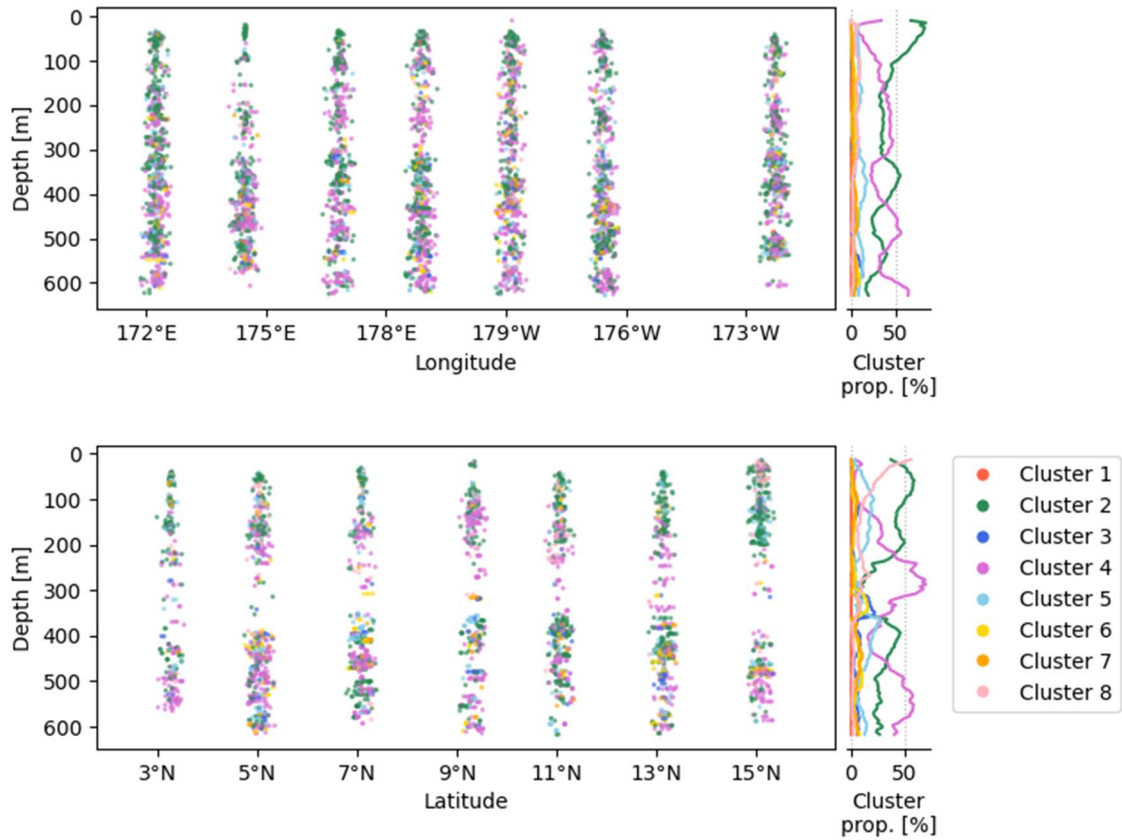 0
100
200
300
400
500
600
Depth [m]
172°E 175°E 178°E 179°W 176°W 173°W
Longitude
0 50
Cluster
prop. [%]
0
100
200
300
400
500
600
Depth [m]
3°N 5°N 7°N 9°N 11°N 13°N 15°N
Latitude
0 50
Cluster
prop. [%]
Cluster 1
Cluster 2
Cluster 3
Cluster 4
Cluster 5
Cluster 6
Cluster 7
Cluster 8